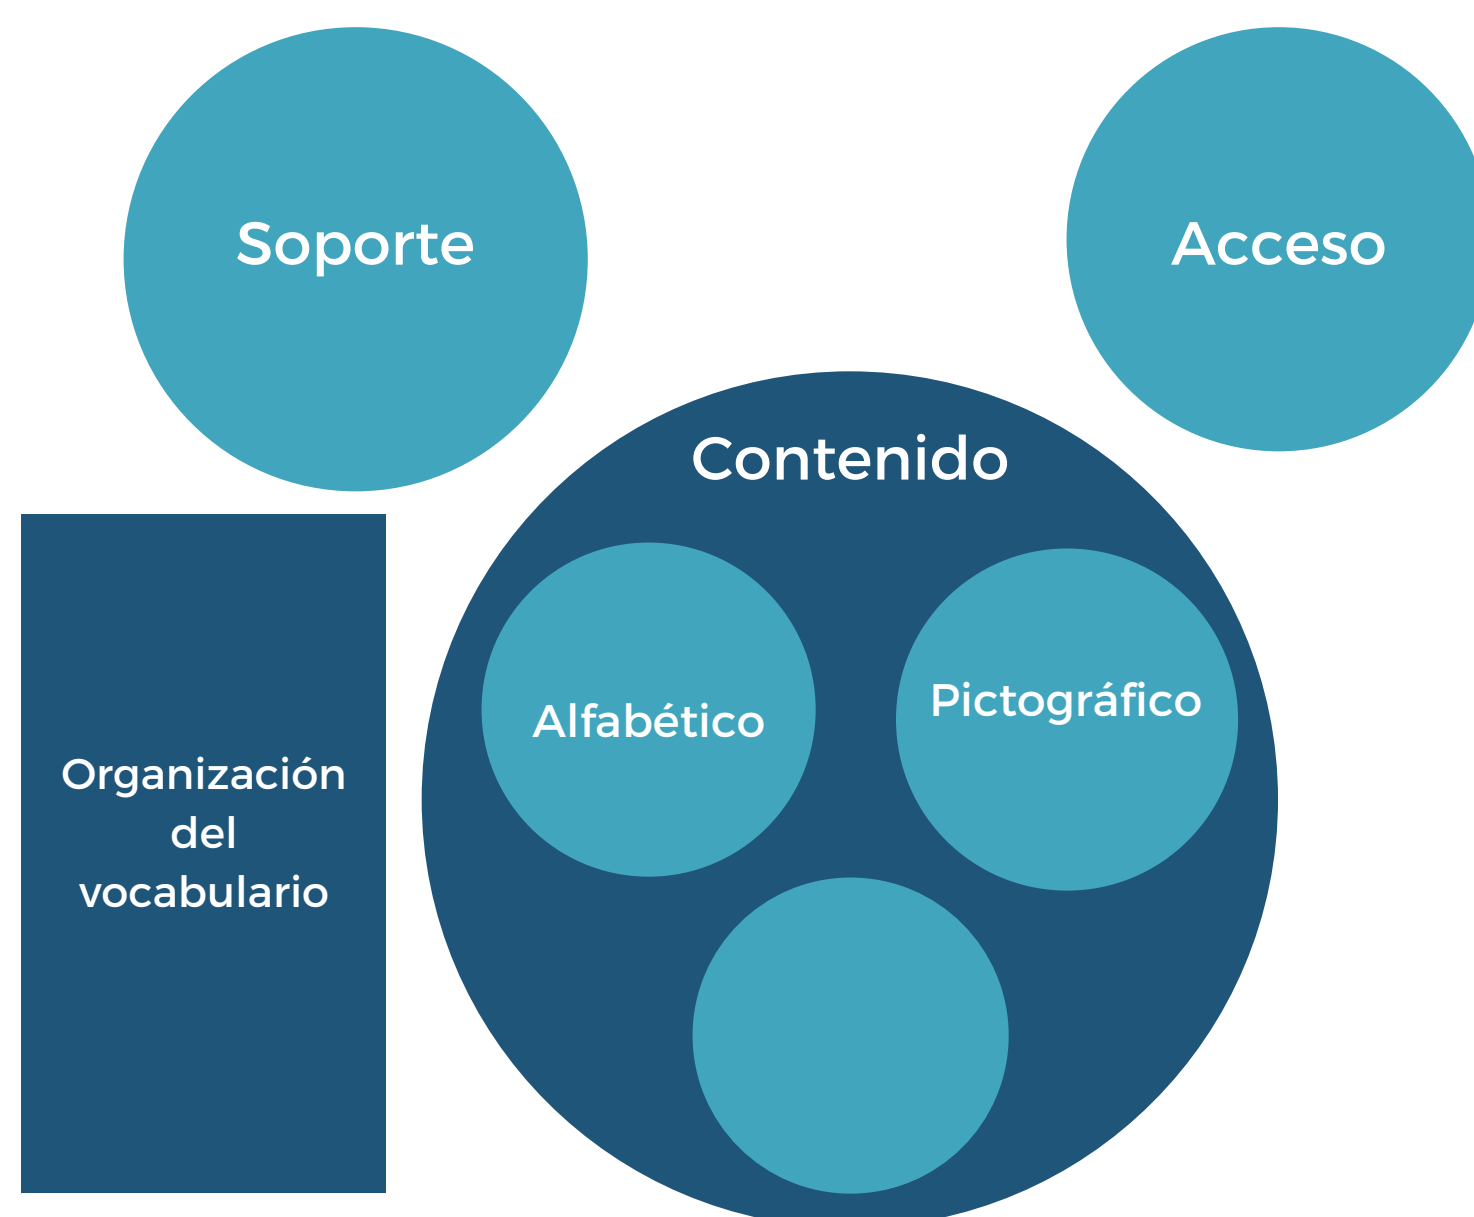 Soporte
Acceso
Contenido
Alfabético
Pictográfico
Organización
del
vocabulario